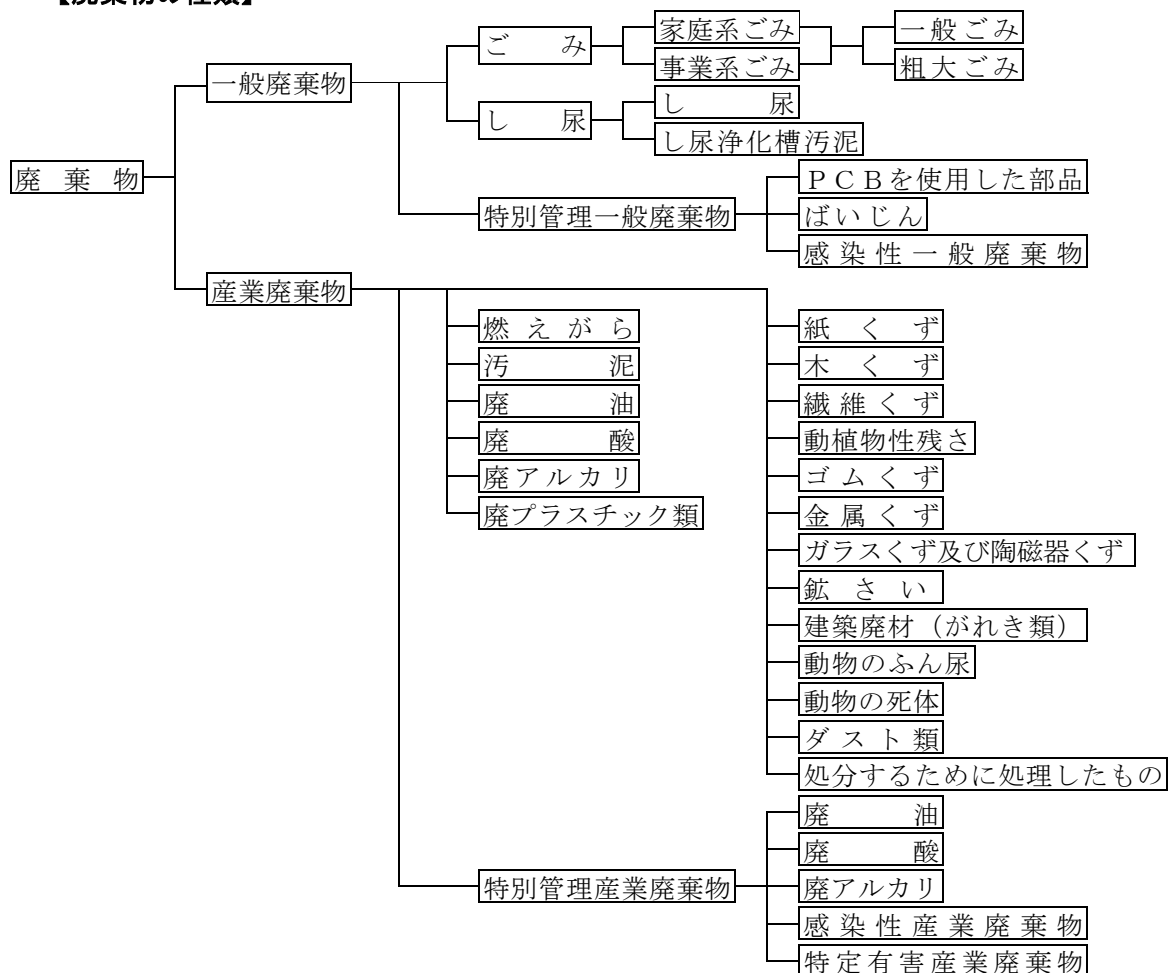 【廃棄物の種類】
ごみ
家庭系ごみ
事業系ごみ
一般ごみ
粗大ごみ
一般廃棄物
し尿
し尿
し尿浄化槽汚泥
廃棄物
特別管理一般廃棄物
ＰＣＢを使用した部品
ばいじん
感染性一般廃棄物
産業廃棄物
燃えがら
汚泥
廃油
廃酸
廃アルカリ
廃プラスチック類
紙くず
木くず
繊維くず
動植物性残さ
ゴムくず
金属くず
ガラスくず及び陶磁器くず
鉱さい
建築廃材（がれき類）
動物のふん尿
動物の死体
ダスト類
処分するために処理したもの
特別管理産業廃棄物
廃油
廃酸
廃アルカリ
感染性産業廃棄物
特定有害産業廃棄物